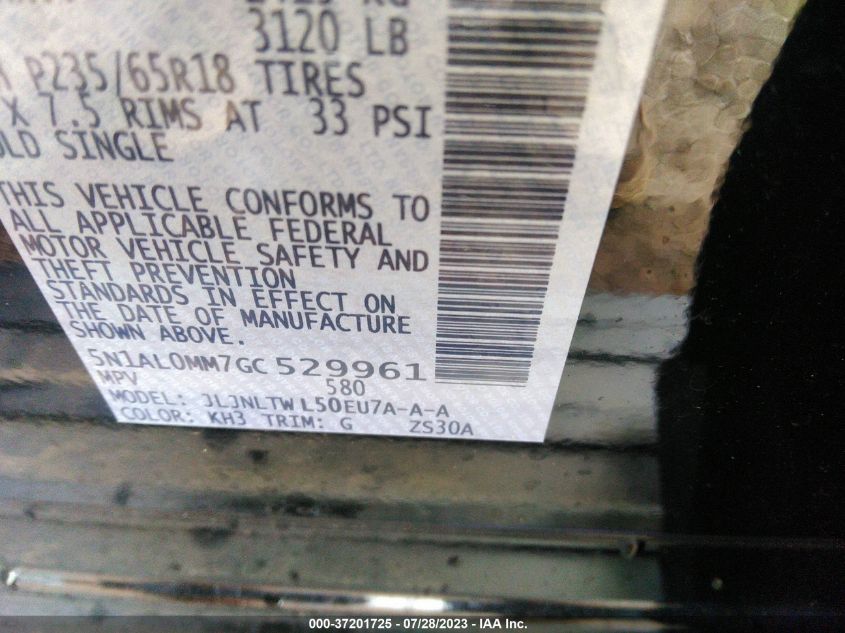 3120 LB
P235/65R18 TIRES
X 7.5 RIMS AT 33 PSI
SINGLE
THIS VEHICLE CONFORMS TO
ALL APPLICABLE FEDERAL
MOTOR VEHICLE SAFETY AND
THEFT PREVENTION
STANDARDS IN EFFECT ON
THE DATE OF MANUFACTURE
SHOWN ABOVE.
5N1AL0MM7GC 529961
MPV 580
MODEL: JLJNLTW L50EU7A-A-A
COLOR: KH3 TRIM: G ZS30A
000-37201725 / 07/28/2023 - IAA Inc.